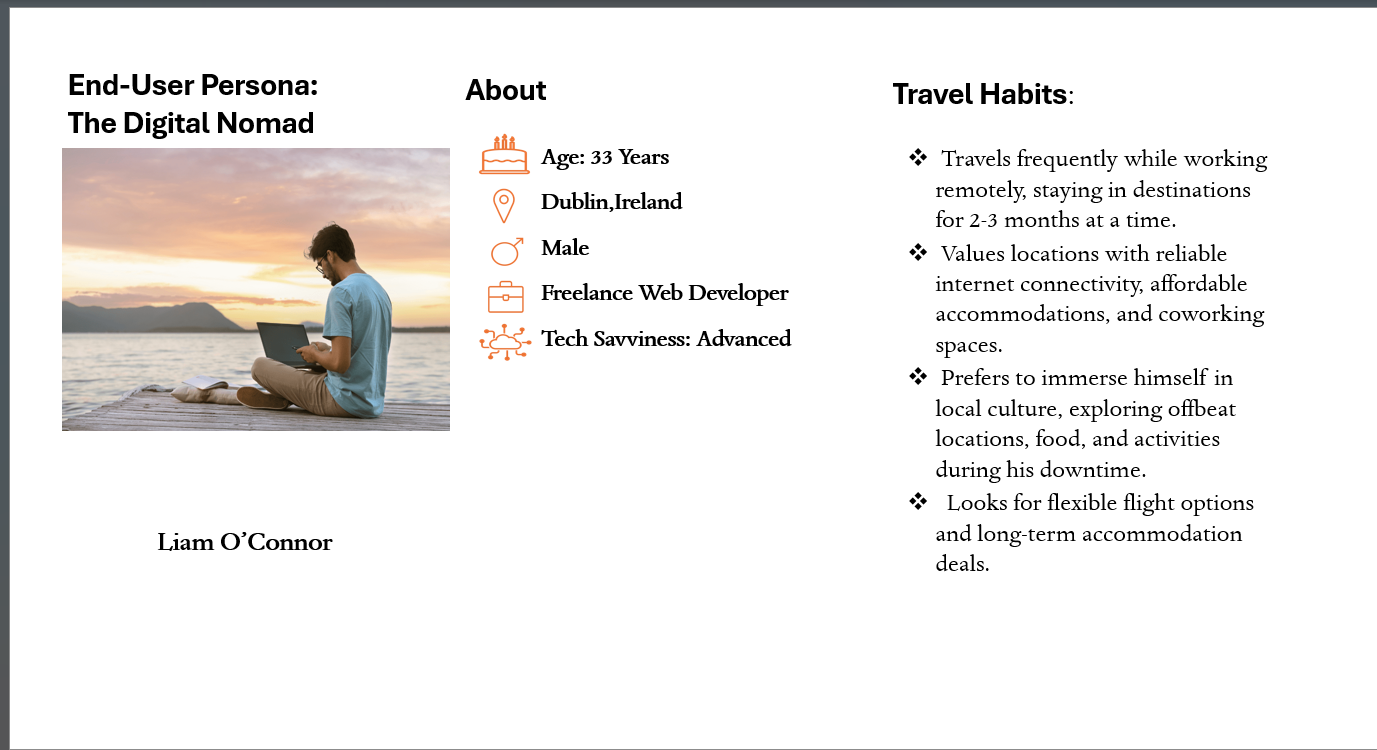 End-User Persona:
The Digital Nomad
Liam O’Connor
About
Age: 33 Years
Dublin,Ireland
Male
Freelance Web Developer
Tech Savviness: Advanced
Travel Habits:
❖ Travels frequently while working
remotely, staying in destinations
for 2-3 months at a time.
❖ Values locations with reliable
internet connectivity, affordable
accommodations, and coworking
spaces.
❖ Prefers to immerse himself in
local culture, exploring offbeat
locations, food, and activities
during his downtime.
❖ Looks for flexible flight options
and long-term accommodation
deals.